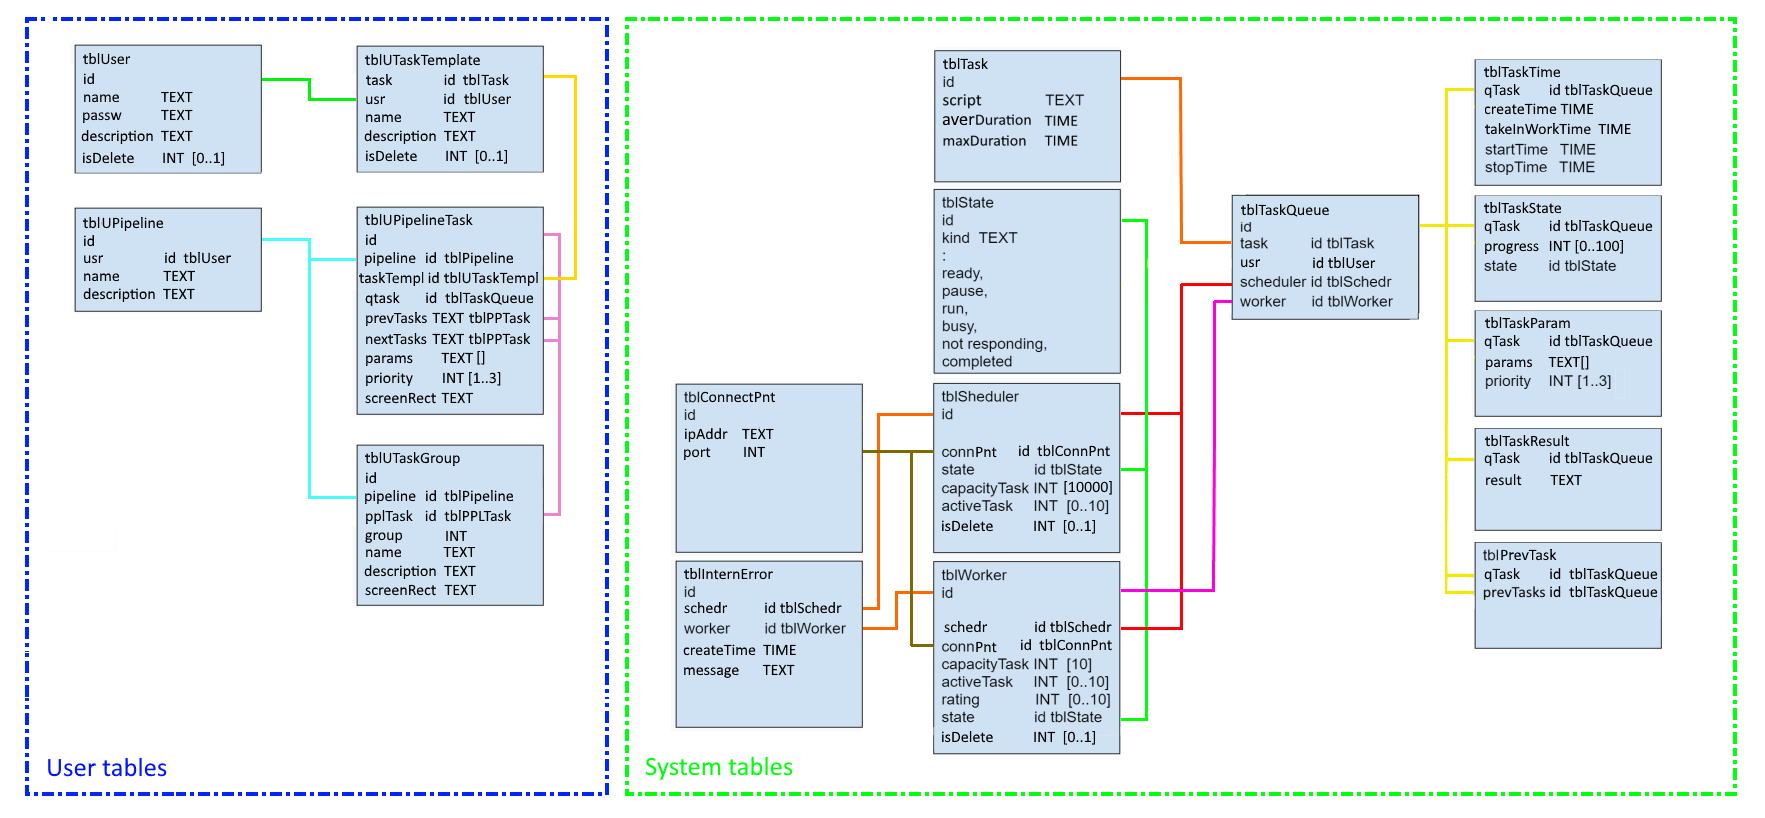 tblUser
id
name TEXT
passw TEXT
description TEXT
isDelete INT [0..1]
tblUTaskTemplate
task id tblTask
usr id tblUser
name TEXT
description TEXT
isDelete INT [0..1]
tblUPipeline
id
usr id tblUser
name TEXT
description TEXT
tblUPipelineTask
id
pipeline id tblPipeline
taskTempl id tblUTaskTempl
qtask id tblTaskQueue
prevTasks TEXT tblPPTask
nextTasks TEXT tblPPTask
params TEXT []
priority INT [1..3]
screenRect TEXT
tblUTaskGroup
id
pipeline id tblPipeline
pplTask id tblPPLTask
group INT
name TEXT
description TEXT
screenRect TEXT
User tables
tblTask
id
script TEXT
averDuration TIME
maxDuration TIME
tblState
id
kind TEXT
:
ready,
pause,
run,
busy,
not responding,
completed
tblConnectPnt
id
ipAddr TEXT
port INT
tblSheduler
id
connPnt id tblConnPnt
state id tblState
capacityTask INT [10000]
activeTask INT [0..10]
isDelete INT [0..1]
tblInternError
id
schedr id tblSchedr
worker id tblWorker
createTime TIME
message TEXT
tblWorker
id
schedr id tblSchedr
connPnt id tblConnPnt
capacityTask INT [10]
activeTask INT [0..10]
rating INT [0..10]
state id tblState
isDelete INT [0..1]
tblTaskQueue
id
task id tblTask
usr id tblUser
scheduler id tblSchedr
worker id tblWorker
tblTaskTime
qTask id tblTaskQueue
createTime TIME
takeInWorkTime TIME
startTime TIME
stopTime TIME
tblTaskState
qTask id tblTaskQueue
progress INT [0..100]
state id tblState
tblTaskParam
qTask id tblTaskQueue
params TEXT[]
priority INT [1..3]
tblTaskResult
qTask id tblTaskQueue
result TEXT
tblPrevTask
qTask id tblTaskQueue
prevTasks id tblTaskQueue
System tables